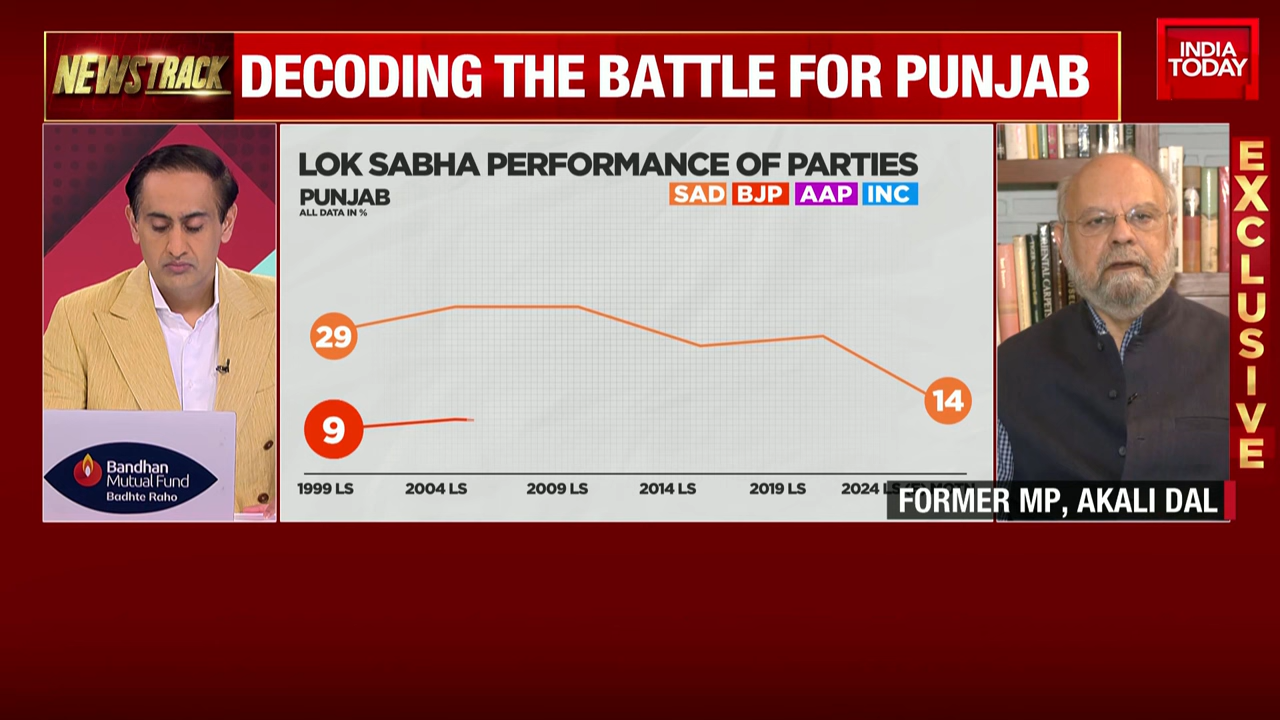 NEWSTRACK
DECODING THE BATTLE FOR PUNJAB
INDIA
TODAY
LOK SABHA PERFORMANCE OF PARTIES
PUNJAB
ALL DATA IN %
SAD BJP AAP INC
29
14
9
1999 LS 2004 LS 2009 LS 2014 LS 2019 LS 2024 LS
EXCLUSIVE
FORMER MP, AKALI DAL
Bandhan
Mutual Fund
Badhte Raho
ORIENTAL CARPETS